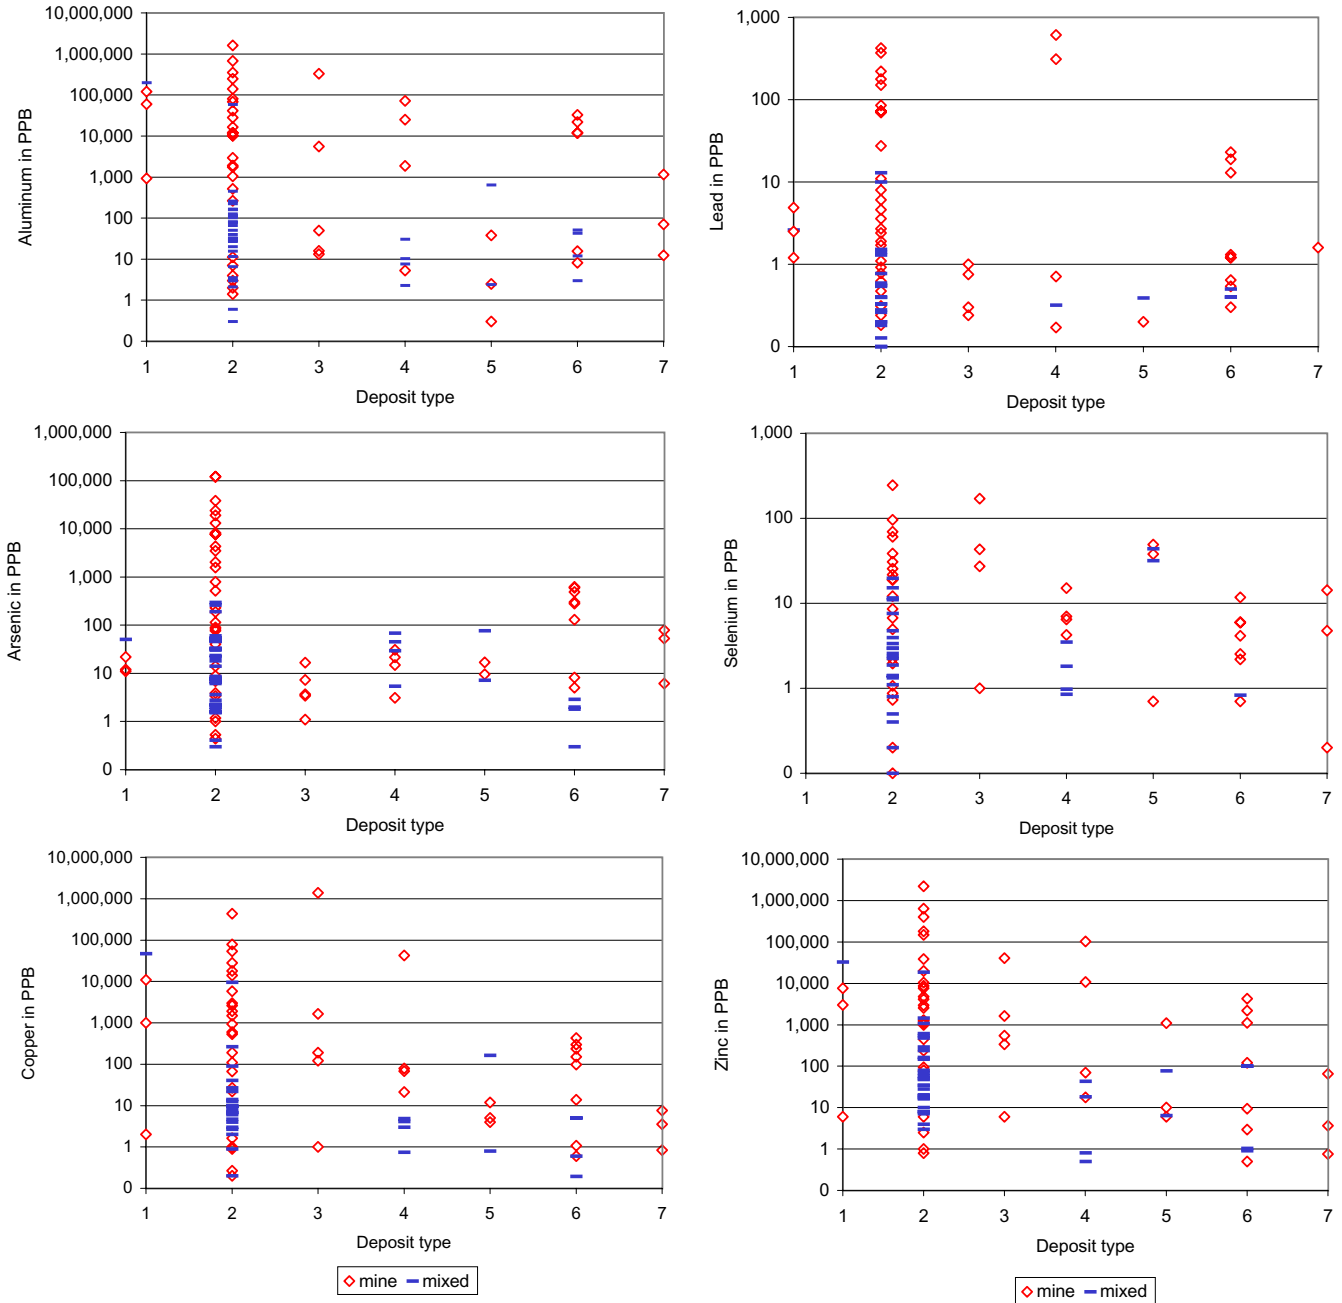 10,000,000
1,000,000
100,000
10,000
1,000
100
10
1
0
Aluminum in PPB
1 2 3 4 5 6 7
Deposit type
1,000
100
10
1
0
Lead in PPB
1 2 3 4 5 6 7
Deposit type
1,000,000
100,000
10,000
1,000
100
10
1
0
Arsenic in PPB
1 2 3 4 5 6 7
Deposit type
1,000
100
10
1
0
Selenium in PPB
1 2 3 4 5 6 7
Deposit type
10,000,000
1,000,000
100,000
10,000
1,000
100
10
1
0
Copper in PPB
1 2 3 4 5 6 7
Deposit type
mine mixed
10,000,000
1,000,000
100,000
10,000
1,000
100
10
1
0
Zinc in PPB
1 2 3 4 5 6 7
Deposit type
mine mixed